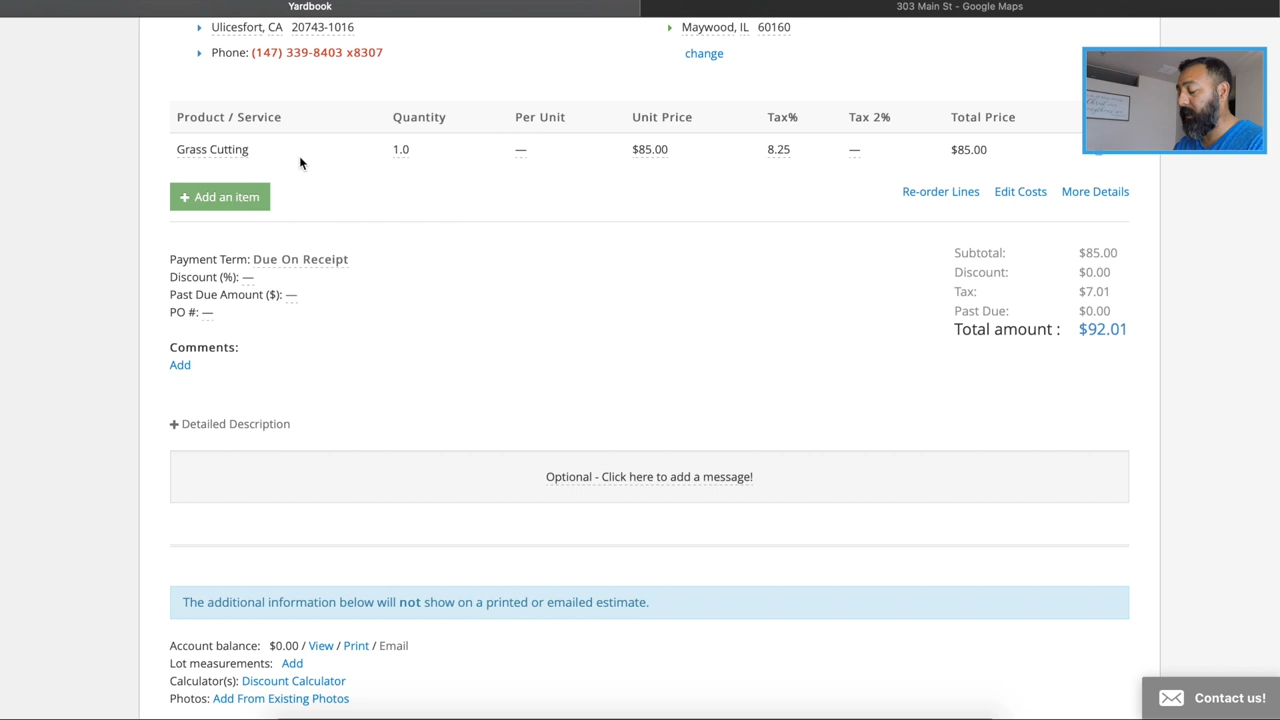 Yardbook
303 Main St - Google Maps
Ulicesfort, CA 20743-1016
Maywood, IL 60160
Phone: (147) 339-8403 x8307
change
Product / Service Quantity Per Unit Unit Price Tax% Tax 2% Total Price
Grass Cutting 1.0 — $85.00 8.25 — $85.00
+ Add an item
Re-order Lines Edit Costs More Details
Payment Term: Due On Receipt
Discount (%): —
Past Due Amount ($): —
PO #: —
Subtotal: $85.00
Discount: $0.00
Tax: $7.01
Past Due: $0.00
Total amount : $92.01
Comments:
Add
+ Detailed Description
Optional - Click here to add a message!
The additional information below will not show on a printed or emailed estimate.
Account balance: $0.00 / View / Print / Email
Lot measurements: Add
Calculator(s): Discount Calculator
Photos: Add From Existing Photos
Contact us!